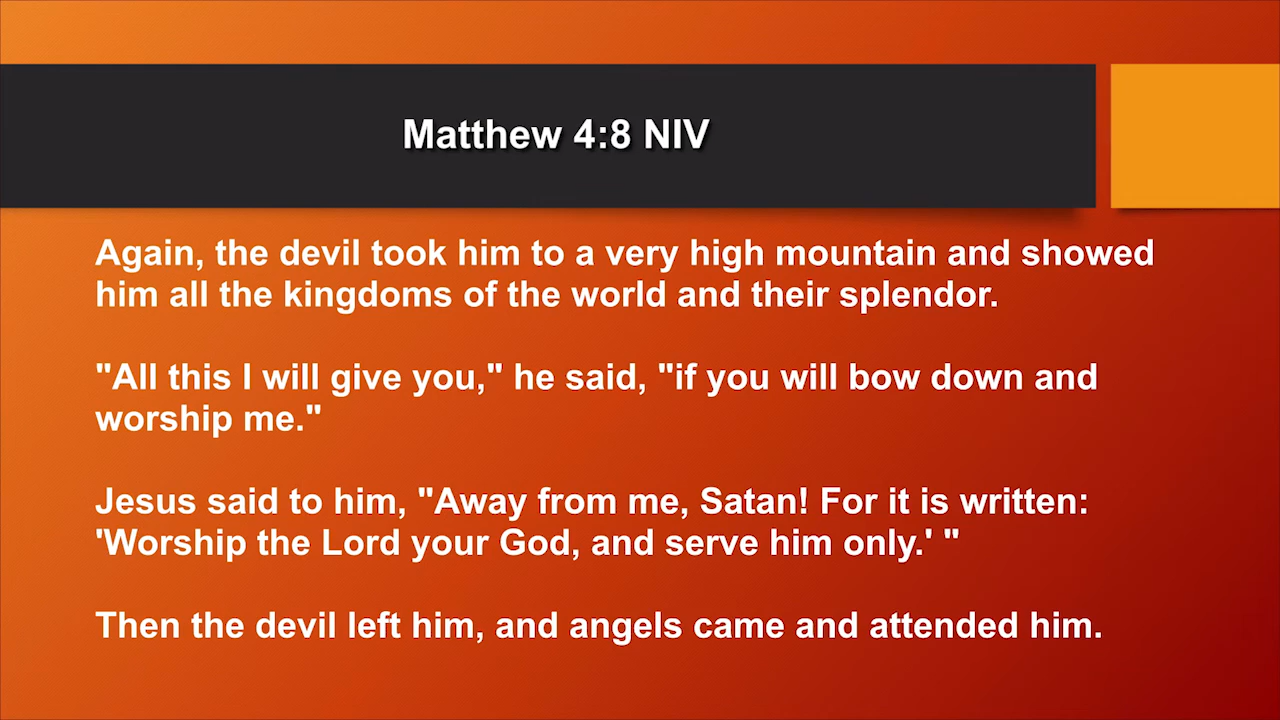 Matthew 4:8 NIV
Again, the devil took him to a very high mountain and showed
him all the kingdoms of the world and their splendor.
"All this I will give you," he said, "if you will bow down and
worship me."
Jesus said to him, "Away from me, Satan! For it is written:
'Worship the Lord your God, and serve him only.' "
Then the devil left him, and angels came and attended him.